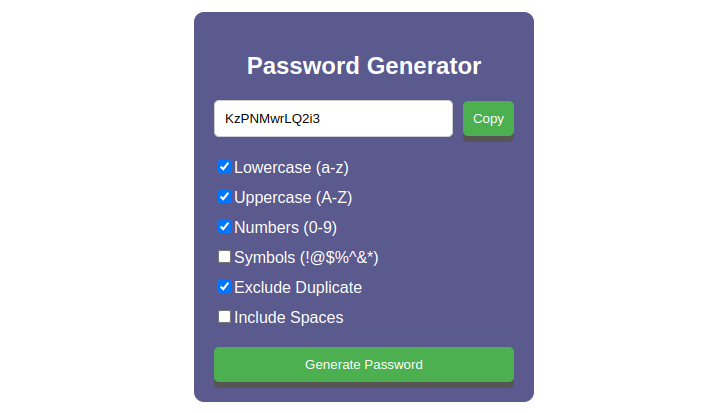 Password Generator
KzPNMwrLQ2i3
Copy
Lowercase (a-z)
Uppercase (A-Z)
Numbers (0-9)
Symbols (!@$%^&*)
Exclude Duplicate
Include Spaces
Generate Password